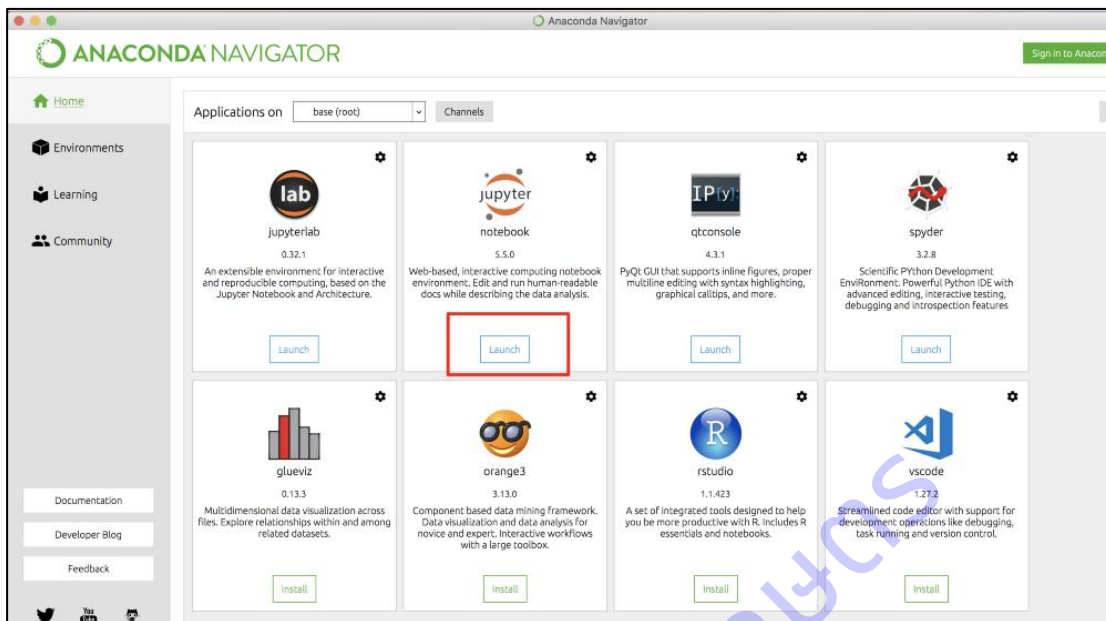 Anaconda Navigator
ANACONDA NAVIGATOR
Sign in to Anacon
Home
Environments
Learning
Community
Documentation
Developer Blog
Feedback
Applications on
base (root)
Channels
lab
jupyterlab
0.32.1
An extensible environment for interactive
and reproducible computing, based on the
Jupyter Notebook and Architecture.
Launch
jupyter
notebook
5.5.0
Web-based, interactive computing notebook
environment. Edit and run human-readable
docs while describing the data analysis.
Launch
IP[y]:
qtconsole
4.3.1
PyQt GUI that supports inline figures, proper
multiline editing with syntax highlighting,
graphical calltips, and more.
Launch
spyder
3.2.8
Scientific PYthon Development
EnviRonment. Powerful Python IDE with
advanced editing, interactive testing,
debugging and introspection features
Launch
glueviz
0.13.3
Multidimensional data visualization across
files. Explore relationships within and among
related datasets.
Install
orange3
3.13.0
Component based data mining framework.
Data visualization and data analysis for
novice and expert. Interactive workflows
with a large toolbox.
Install
R
rstudio
1.1.423
A set of integrated tools designed to help
you be more productive with R. Includes R
essentials and notebooks.
Install
vscode
1.27.2
Streamlined code editor with support for
development operations like debugging,
task running and version control.
Install
You